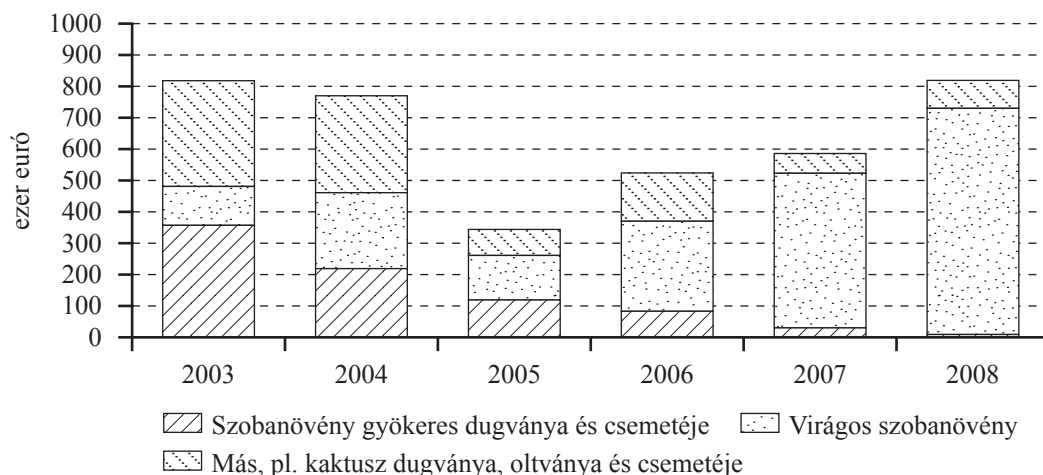 1000
900
800
700
600
500
400
300
200
100
0
ezer euró
2003 2004 2005 2006 2007 2008
Szobanövény gyökeres dugványa és csemetéje Virágos szobanövény
Más, pl. kaktusz dugványa, oltványa és csemetéje